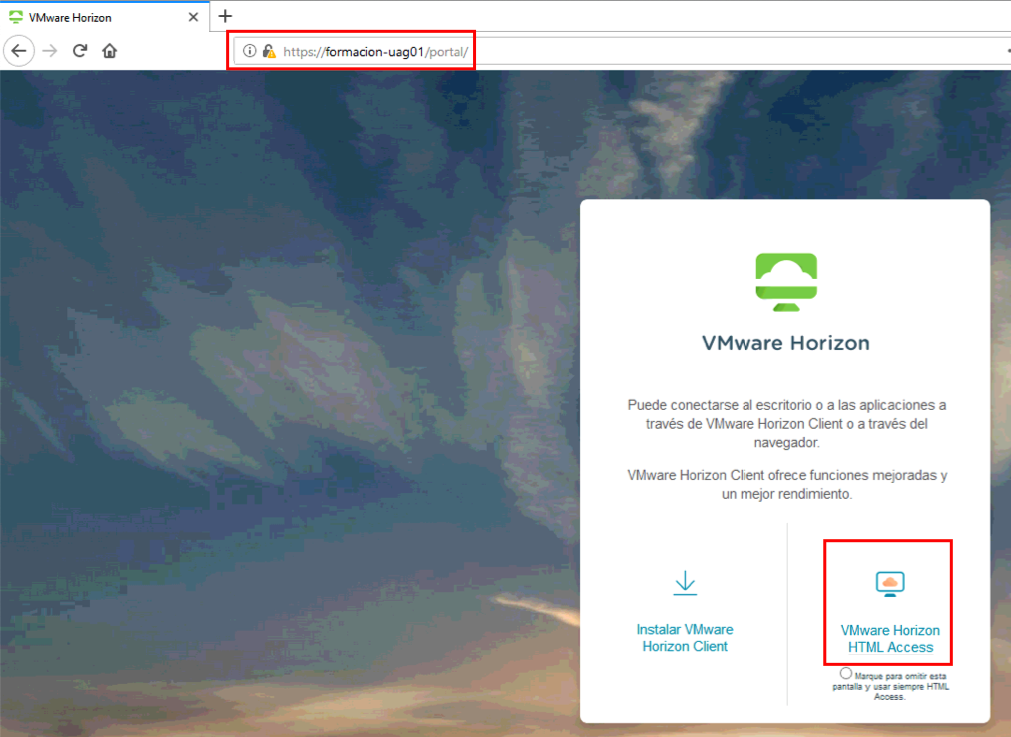 VMware Horizon
https://formacion-uag01/portal/
VMware Horizon
Puede conectarse al escritorio o a las aplicaciones a
través de VMware Horizon Client o a través del
navegador.
VMware Horizon Client ofrece funciones mejoradas y
un mejor rendimiento.
Instalar VMware
Horizon Client
VMware Horizon
HTML Access
Marque para omitir esta
pantalla y usar siempre HTML
Access.